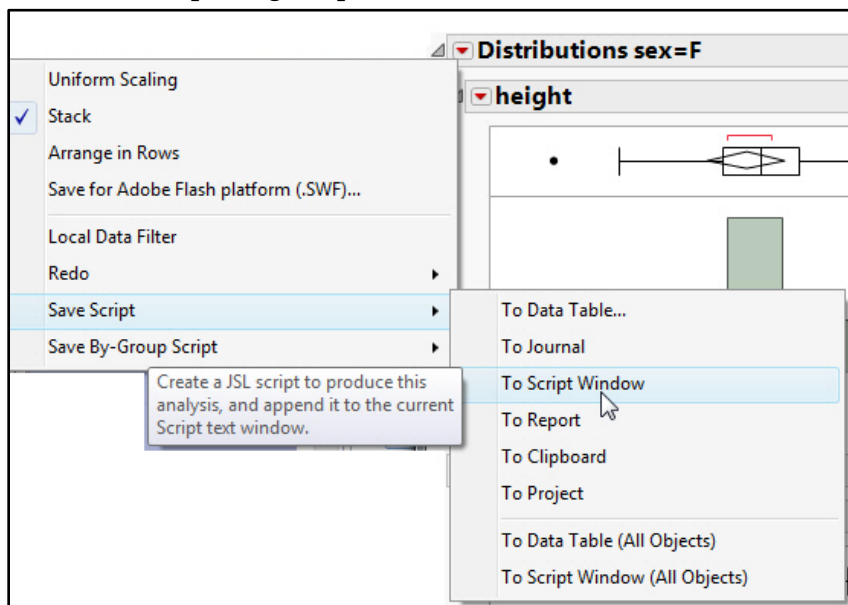 Distributions sex=F
height
Uniform Scaling
Stack
Arrange in Rows
Save for Adobe Flash platform (.SWF)...
Local Data Filter
Redo
Save Script
Save By-Group Script
Create a JSL script to produce this
analysis, and append it to the current
Script text window.
To Data Table...
To Journal
To Script Window
To Report
To Clipboard
To Project
To Data Table (All Objects)
To Script Window (All Objects)